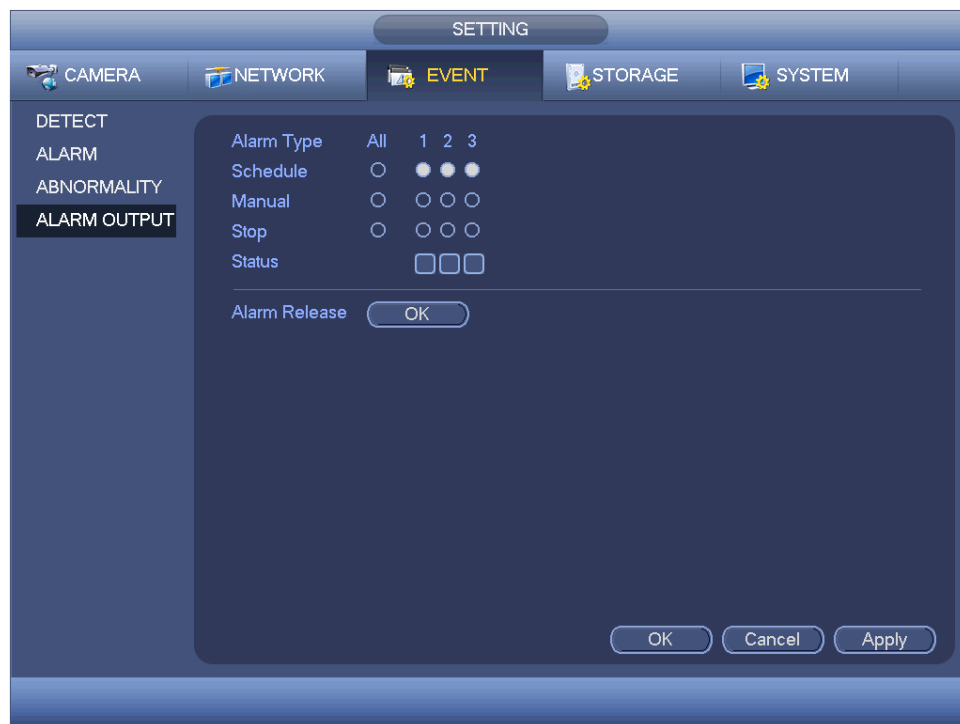 SETTING
CAMERA NETWORK EVENT STORAGE SYSTEM
DETECT
ALARM
ABNORMALITY
ALARM OUTPUT
Alarm Type All 1 2 3
Schedule
Manual
Stop
Status
Alarm Release OK
OK Cancel Apply